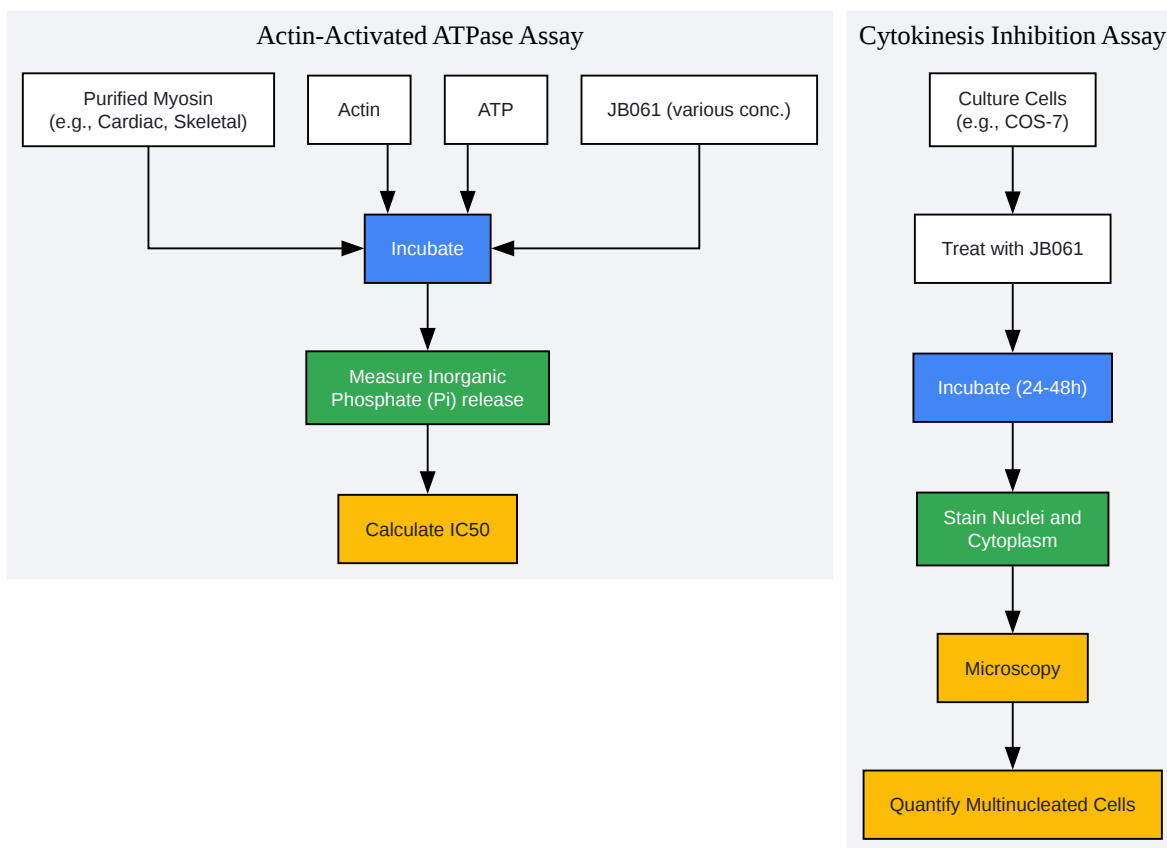 Actin-Activated ATPase Assay
Purified Myosin
(e.g., Cardiac, Skeletal)
Actin
ATP
JB061 (various conc.)
Incubate
Measure Inorganic
Phosphate (Pi) release
Calculate IC50
Cytokinesis Inhibition Assay
Culture Cells
(e.g., COS-7)
Treat with JB061
Incubate (24-48h)
Stain Nuclei and
Cytoplasm
Microscopy
Quantify Multinucleated Cells